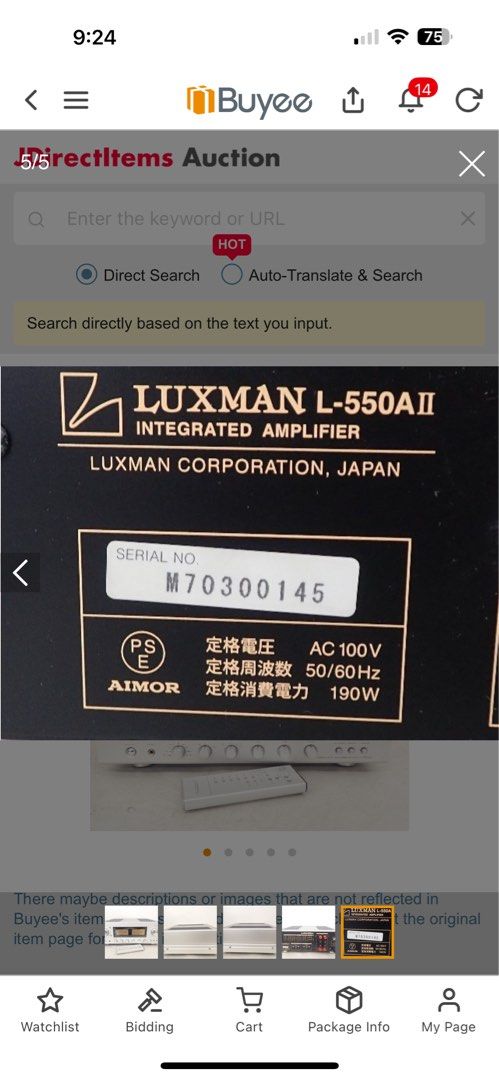 9:24
75
Buyee
14
JDirectItems Auction
5/5
Enter the keyword or URL
HOT
Direct Search
Auto-Translate & Search
Search directly based on the text you input.
LUXMAN L-550AII
INTEGRATED AMPLIFIER
LUXMAN CORPORATION, JAPAN
SERIAL NO.
M70300145
PS
E
AIMOR
定格電圧 AC 100V
定格周波数 50/60Hz
定格消費電力 190W
There maybe descriptions or images that are not reflected in
Buyee's item
t the original
item page for
Watchlist
Bidding
Cart
Package Info
My Page